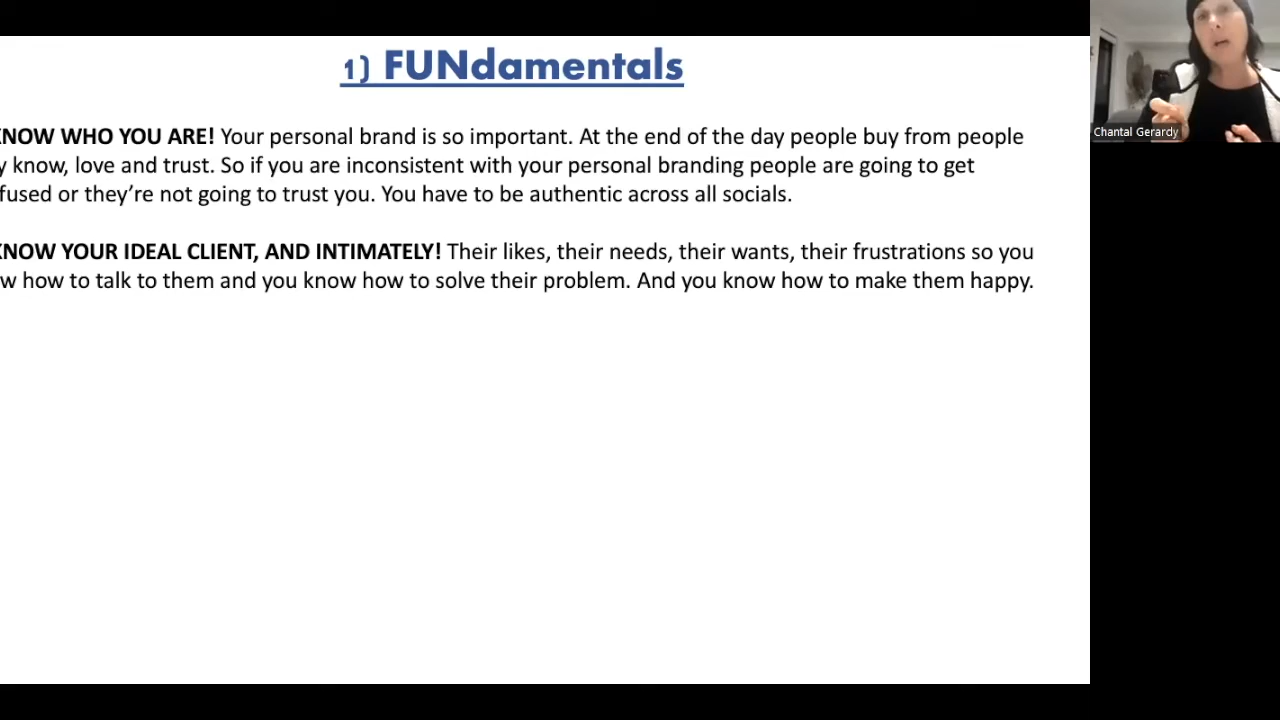 1) FUNdamentals
KNOW WHO YOU ARE! Your personal brand is so important. At the end of the day people buy from people
y know, love and trust. So if you are inconsistent with your personal branding people are going to get
fused or they're not going to trust you. You have to be authentic across all socials.
KNOW YOUR IDEAL CLIENT, AND INTIMATELY! Their likes, their needs, their wants, their frustrations so you
w how to talk to them and you know how to solve their problem. And you know how to make them happy.
Chantal Gerardy